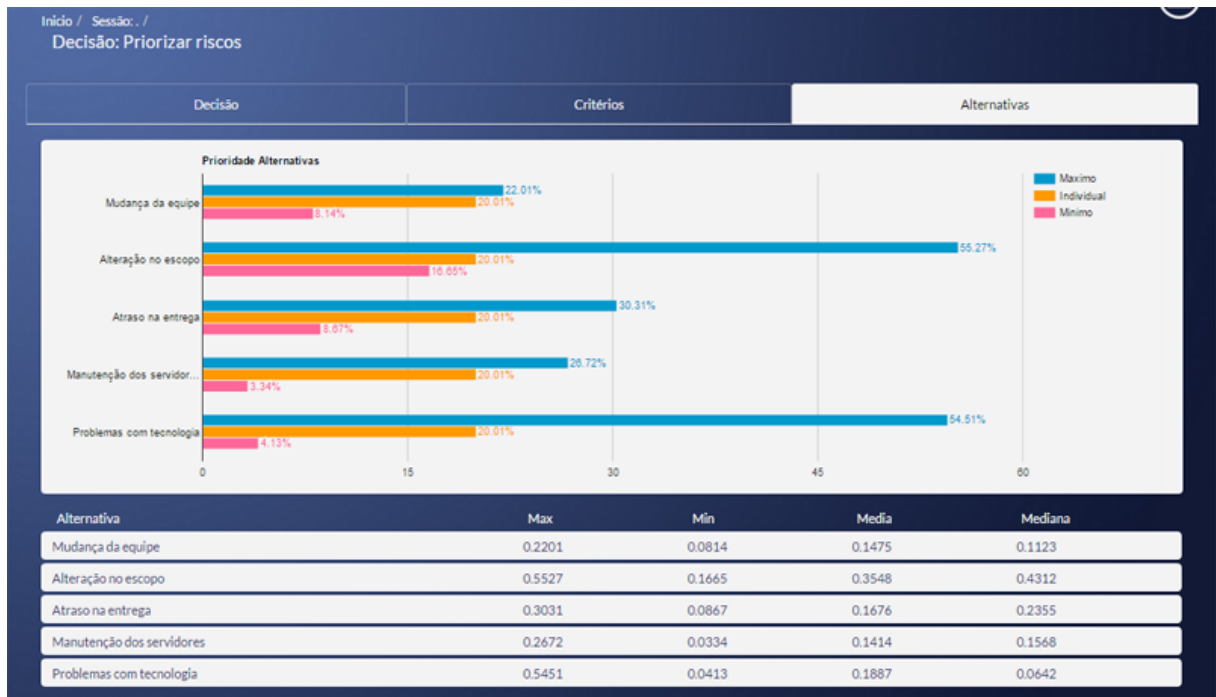 Inicio / Sessão: . /
Decisão: Priorizar riscos
Decisão Critérios Alternativas
Prioridade Alternativas
Maximo
Individual
Minimo
Mudança da equipe 22.01% 20.01% 8.14%
Alteração no escopo 55.27% 20.01% 16.65%
Atraso na entrega 30.31% 20.01% 8.67%
Manutenção dos servidor... 26.72% 20.01% 3.34%
Problemas com tecnologia 54.51% 20.01% 4.13%
0 15 30 45 60
Alternativa Max Min Media Mediana
Mudança da equipe 0.2201 0.0814 0.1475 0.1123
Alteração no escopo 0.5527 0.1665 0.3548 0.4312
Atraso na entrega 0.3031 0.0867 0.1676 0.2355
Manutenção dos servidores 0.2672 0.0334 0.1414 0.1568
Problemas com tecnologia 0.5451 0.0413 0.1887 0.0642